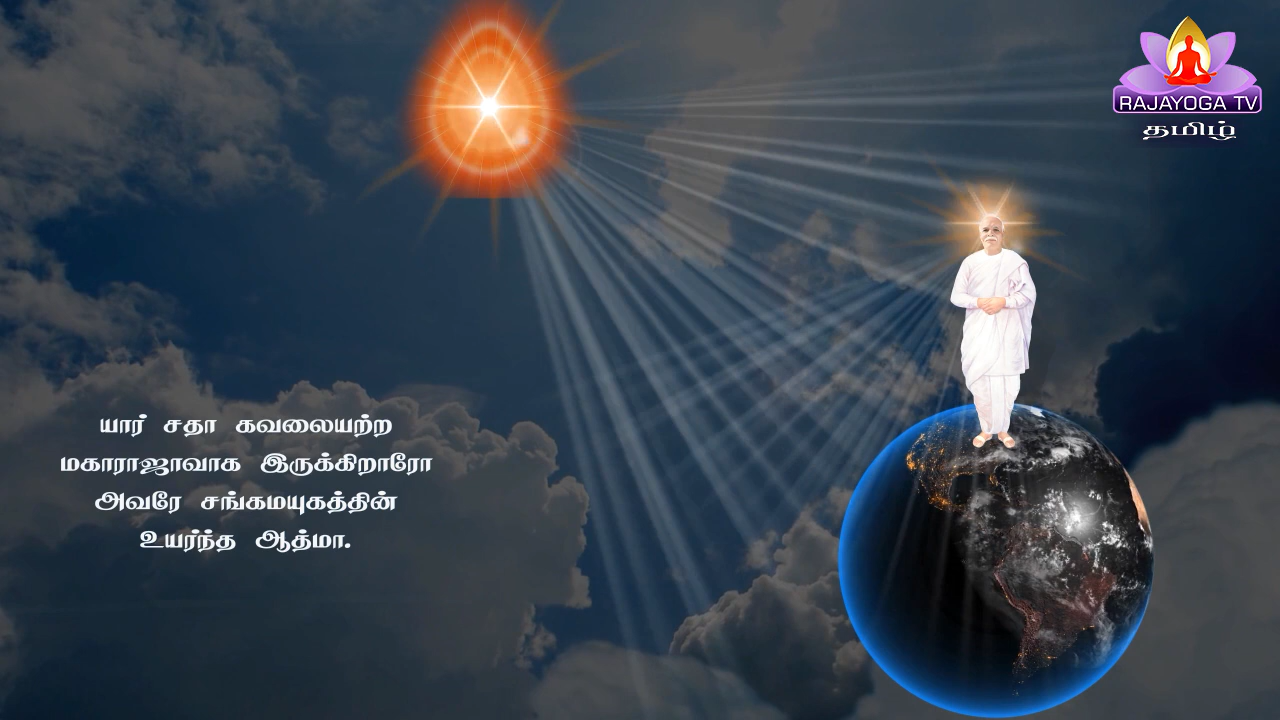 RAJAYOGA TV
தமிழ்
யார் சதா கவலையற்ற
மகாராஜாவாக இருக்கிறாரோ
அவரே சங்கமயுகத்தின்
உயர்ந்த ஆத்மா.